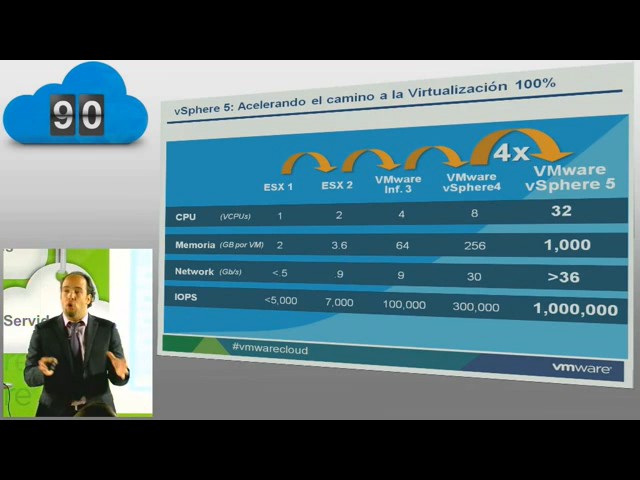 90
vSphere 5: Acelerando el camino a la Virtualización 100%
4x
ESX 1 ESX 2 VMware Inf. 3 VMware vSphere4 VMware vSphere 5
CPU (VCPUs) 1 2 4 8 32
Memoria (GB por VM) 2 3.6 64 256 1,000
Network (Gb/s) <.5 .9 9 30 >36
IOPS <5,000 7,000 100,000 300,000 1,000,000
#vmwarecloud
vmware
Servid